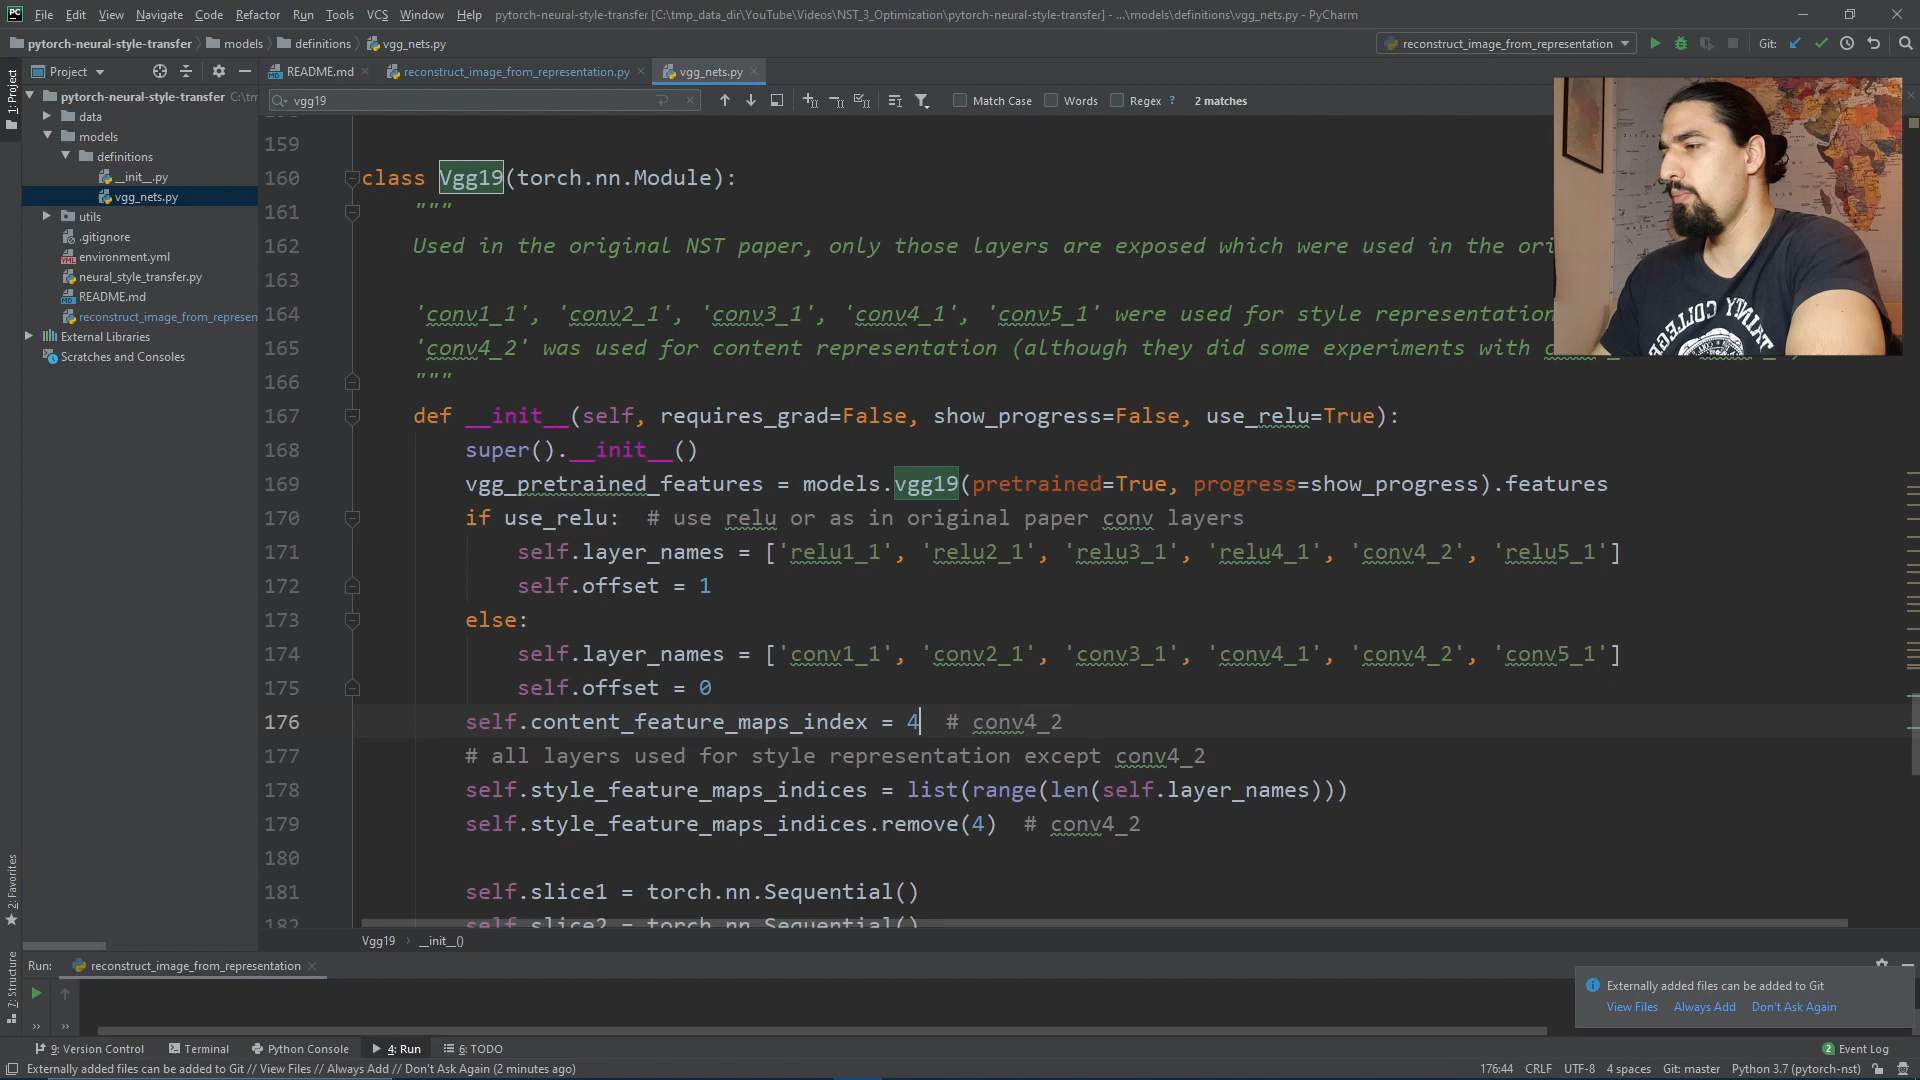 PC File Edit View Navigate Code Refactor Run Tools VCS Window Help pytorch-neural-style-transfer [C:\tmp_data_dir\YouTube\Videos\NST_3_Optimization\pytorch-neural-style-transfer] - ...\models\definitions\vgg_nets.py - PyCharm
pytorch-neural-style-transfer models definitions vgg_nets.py reconstruct_image_from_representation Git:
1: Project
Project README.md reconstruct_image_from_representation.py vgg_nets.py
pytorch-neural-style-transfer C:\tm
data
models
definitions
__init__.py
vgg_nets.py
utils
.gitignore
environment.yml
neural_style_transfer.py
README.md
reconstruct_image_from_represen
External Libraries
Scratches and Consoles
vgg19 Match Case Words Regex ? 2 matches
159
160 class Vgg19(torch.nn.Module):
161 """
162 Used in the original NST paper, only those layers are exposed which were used in the ori
163
164 'conv1_1', 'conv2_1', 'conv3_1', 'conv4_1', 'conv5_1' were used for style representation
165 'conv4_2' was used for content representation (although they did some experiments with
166 """
167 def __init__(self, requires_grad=False, show_progress=False, use_relu=True):
168 super().__init__()
169 vgg_pretrained_features = models.vgg19(pretrained=True, progress=show_progress).features
170 if use_relu:  # use relu or as in original paper conv layers
171 self.layer_names = ['relu1_1', 'relu2_1', 'relu3_1', 'relu4_1', 'conv4_2', 'relu5_1']
172 self.offset = 1
173 else:
174 self.layer_names = ['conv1_1', 'conv2_1', 'conv3_1', 'conv4_1', 'conv4_2', 'conv5_1']
175 self.offset = 0
176 self.content_feature_maps_index = 4  # conv4_2
177 # all layers used for style representation except conv4_2
178 self.style_feature_maps_indices = list(range(len(self.layer_names)))
179 self.style_feature_maps_indices.remove(4)  # conv4_2
180
181 self.slice1 = torch.nn.Sequential()
182 self.slice2 = torch.nn.Sequential()
Vgg19 › __init__()
2: Favorites
7: Structure
Run: reconstruct_image_from_representation
Externally added files can be added to Git
View Files Always Add Don't Ask Again
9: Version Control Terminal Python Console 4: Run 6: TODO 2 Event Log
Externally added files can be added to Git // View Files // Always Add // Don't Ask Again (2 minutes ago) 176:44 CRLF UTF-8 4 spaces Git: master Python 3.7 (pytorch-nst)